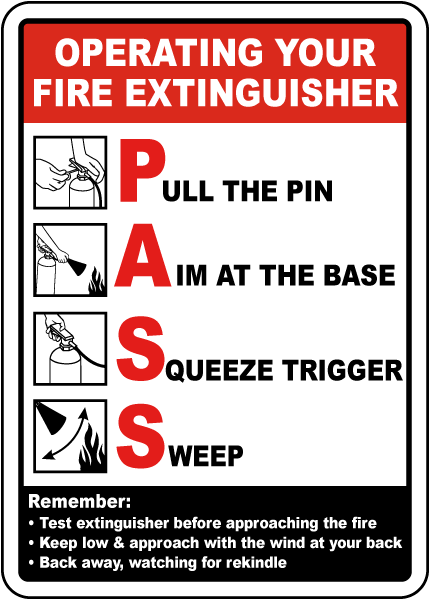 OPERATING YOUR
FIRE EXTINGUISHER
PULL THE PIN
AIM AT THE BASE
SQUEEZE TRIGGER
SWEEP
Remember:
• Test extinguisher before approaching the fire
• Keep low & approach with the wind at your back
• Back away, watching for rekindle